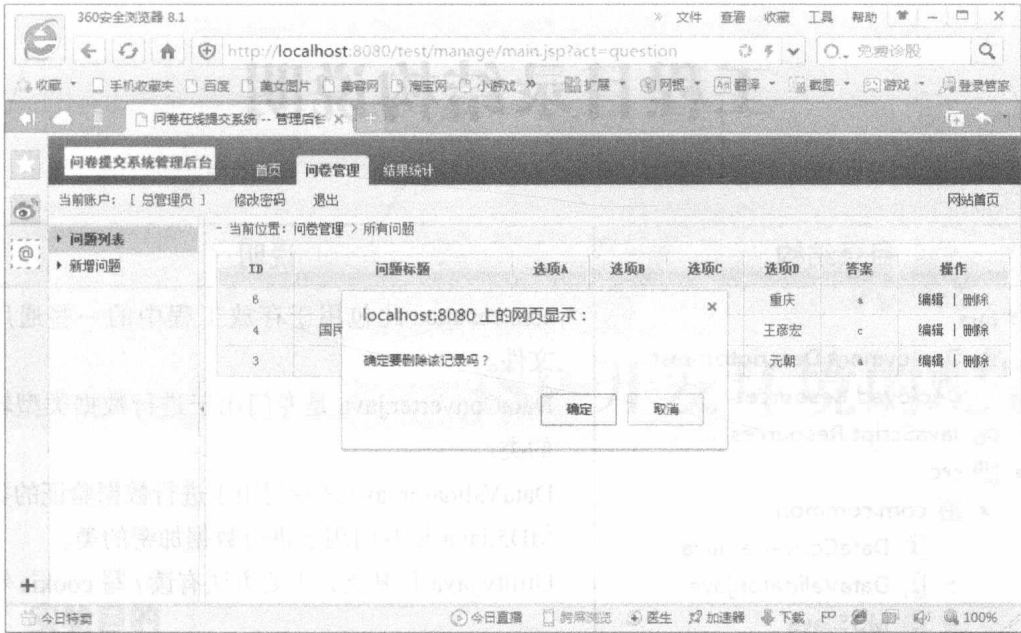 360安全浏览器 8.1
» 文件 查看 收藏 工具 帮助
http://localhost:8080/test/manage/main.jsp?act=question
免费诊股
收藏 手机收藏夹 百度 美女图片 美容网 淘宝网 小游戏 » 扩展 网银 翻译 截图 游戏 登录管家
问卷在线提交系统 -- 管理后台
问卷提交系统管理后台 首页 问卷管理 结果统计
当前账户：[ 总管理员 ] 修改密码 退出 网站首页
问题列表
新增问题
- 当前位置：问卷管理 > 所有问题
ID 问题标题 选项A 选项B 选项C 选项D 答案 操作
6 重庆 a 编辑 | 删除
4 国民 王彦宏 c 编辑 | 删除
3 元朝 a 编辑 | 删除
localhost:8080 上的网页显示：
确定要删除该记录吗？
确定 取消
今日特卖 今日直播 跨屏浏览 医生 加速器 下载 100%